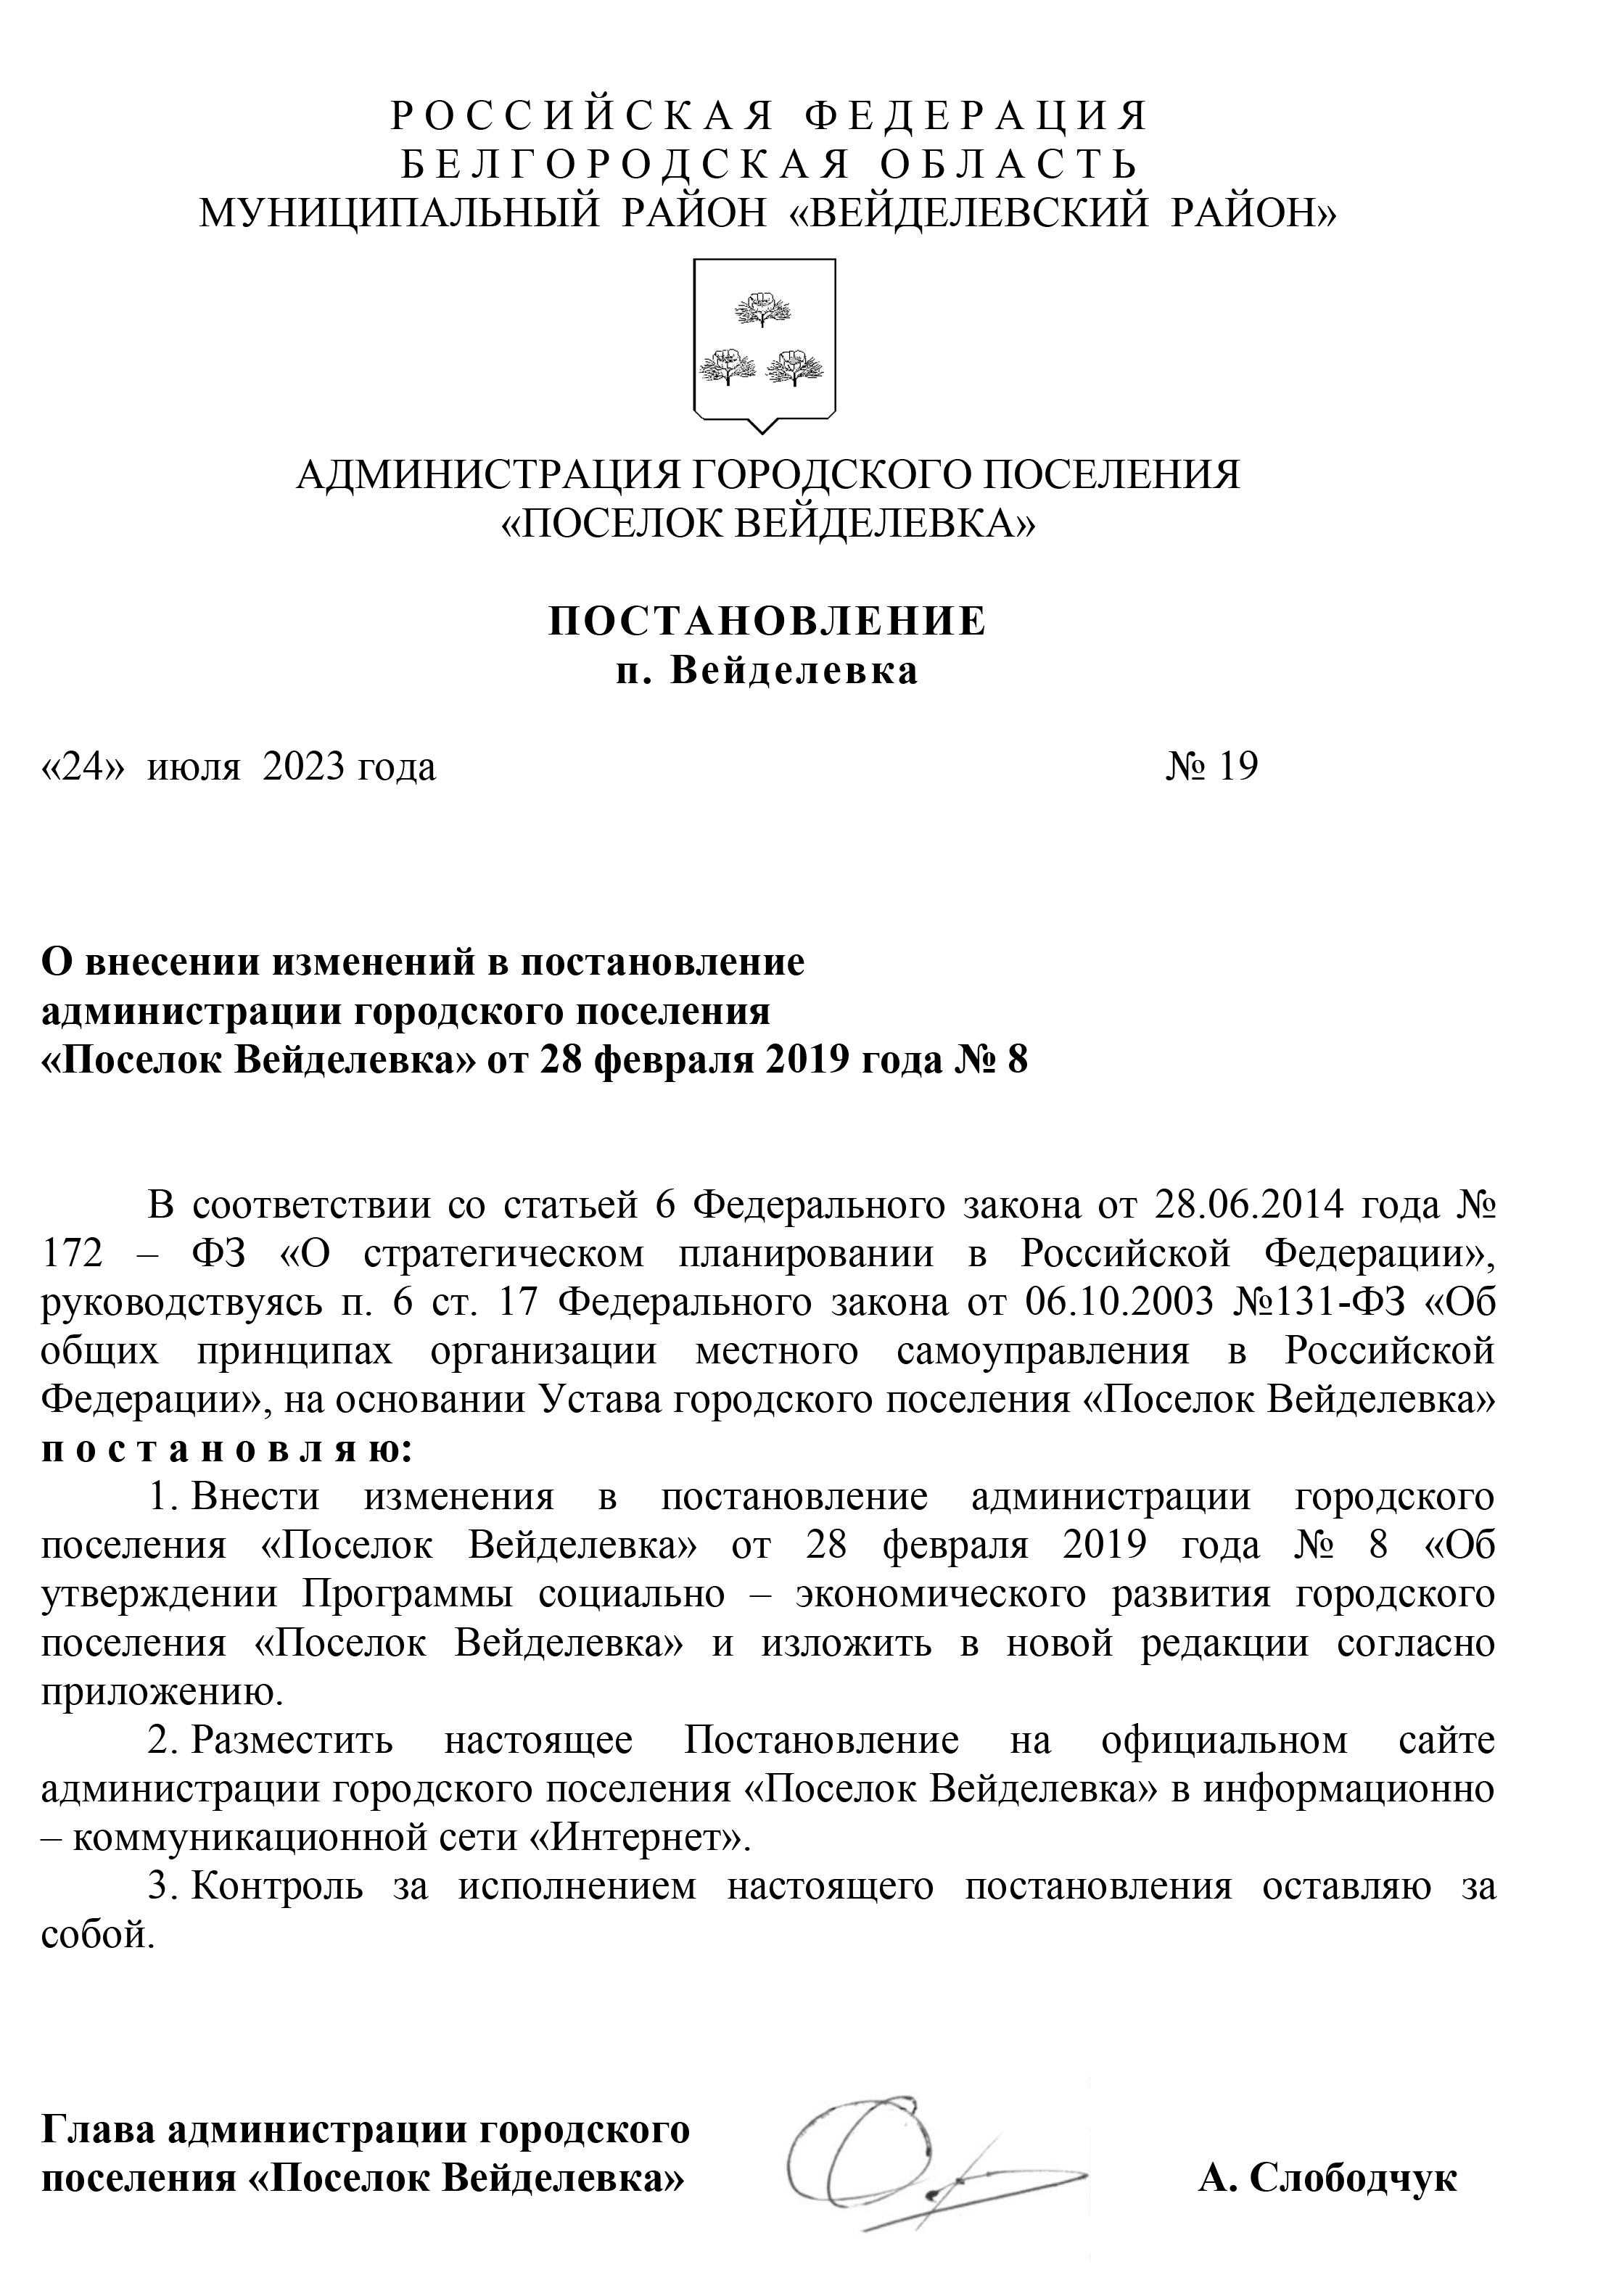 РОССИЙСКАЯ ФЕДЕРАЦИЯ
БЕЛГОРОДСКАЯ ОБЛАСТЬ
МУНИЦИПАЛЬНЫЙ РАЙОН «ВЕЙДЕЛЕВСКИЙ РАЙОН»
АДМИНИСТРАЦИЯ ГОРОДСКОГО ПОСЕЛЕНИЯ
«ПОСЕЛОК ВЕЙДЕЛЕВКА»
ПОСТАНОВЛЕНИЕ
п. Вейделевка
«24» июля 2023 года № 19
О внесении изменений в постановление
администрации городского поселения
«Поселок Вейделевка» от 28 февраля 2019 года № 8
В соответствии со статьей 6 Федерального закона от 28.06.2014 года №
172 – ФЗ «О стратегическом планировании в Российской Федерации»,
руководствуясь п. 6 ст. 17 Федерального закона от 06.10.2003 №131-ФЗ «Об
общих принципах организации местного самоуправления в Российской
Федерации», на основании Устава городского поселения «Поселок Вейделевка»
п о с т а н о в л я ю:
1. Внести изменения в постановление администрации городского
поселения «Поселок Вейделевка» от 28 февраля 2019 года № 8 «Об
утверждении Программы социально – экономического развития городского
поселения «Поселок Вейделевка» и изложить в новой редакции согласно
приложению.
2. Разместить настоящее Постановление на официальном сайте
администрации городского поселения «Поселок Вейделевка» в информационно
– коммуникационной сети «Интернет».
3. Контроль за исполнением настоящего постановления оставляю за
собой.
Глава администрации городского
поселения «Поселок Вейделевка» А. Слободчук